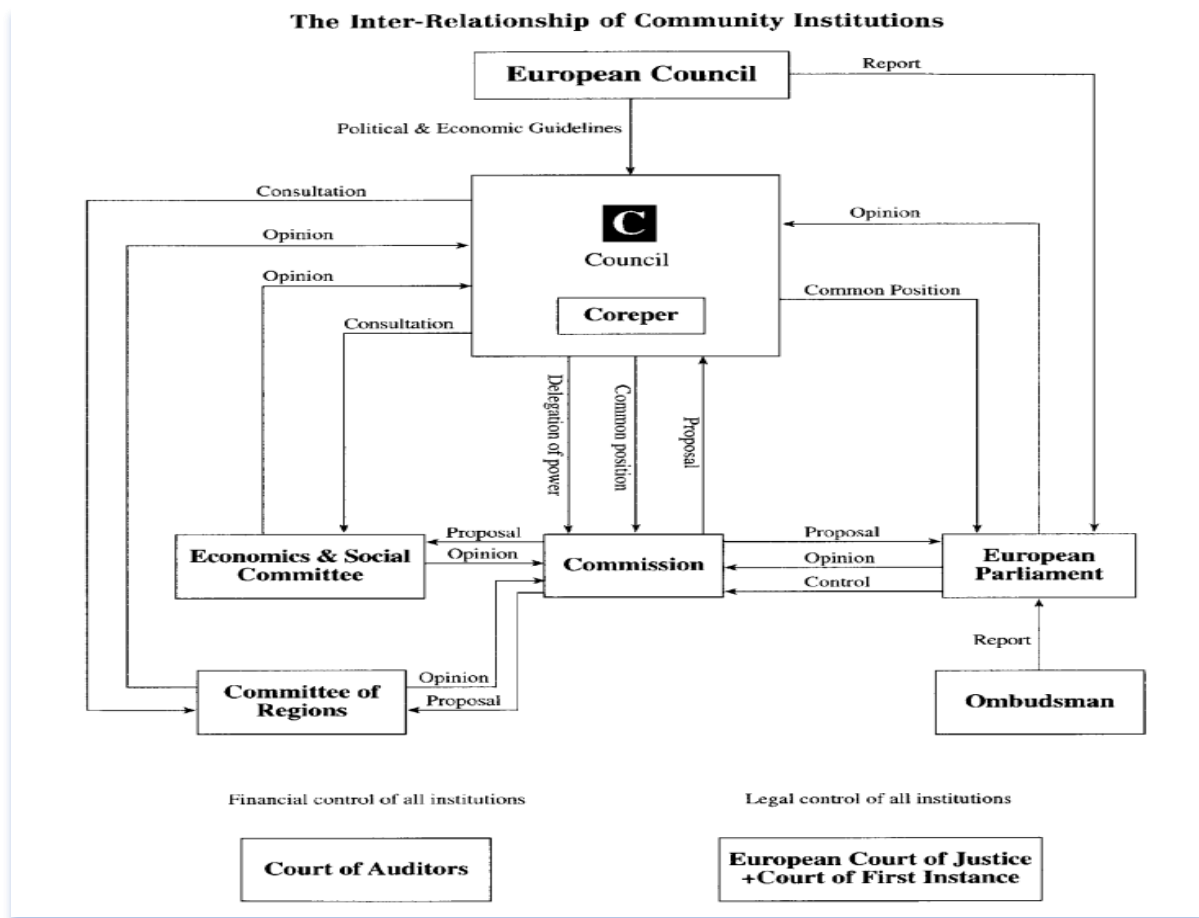 The Inter-Relationship of Community Institutions
European Council
Report
Political & Economic Guidelines
Consultation
Opinion
Opinion
Consultation
C
Council
Coreper
Opinion
Common Position
Delegation of power
Common position
Proposal
Economics & Social
Committee
Proposal
Opinion
Commission
Proposal
Opinion
Control
European
Parliament
Report
Committee of
Regions
Opinion
Proposal
Ombudsman
Financial control of all institutions
Legal control of all institutions
Court of Auditors
European Court of Justice
+Court of First Instance